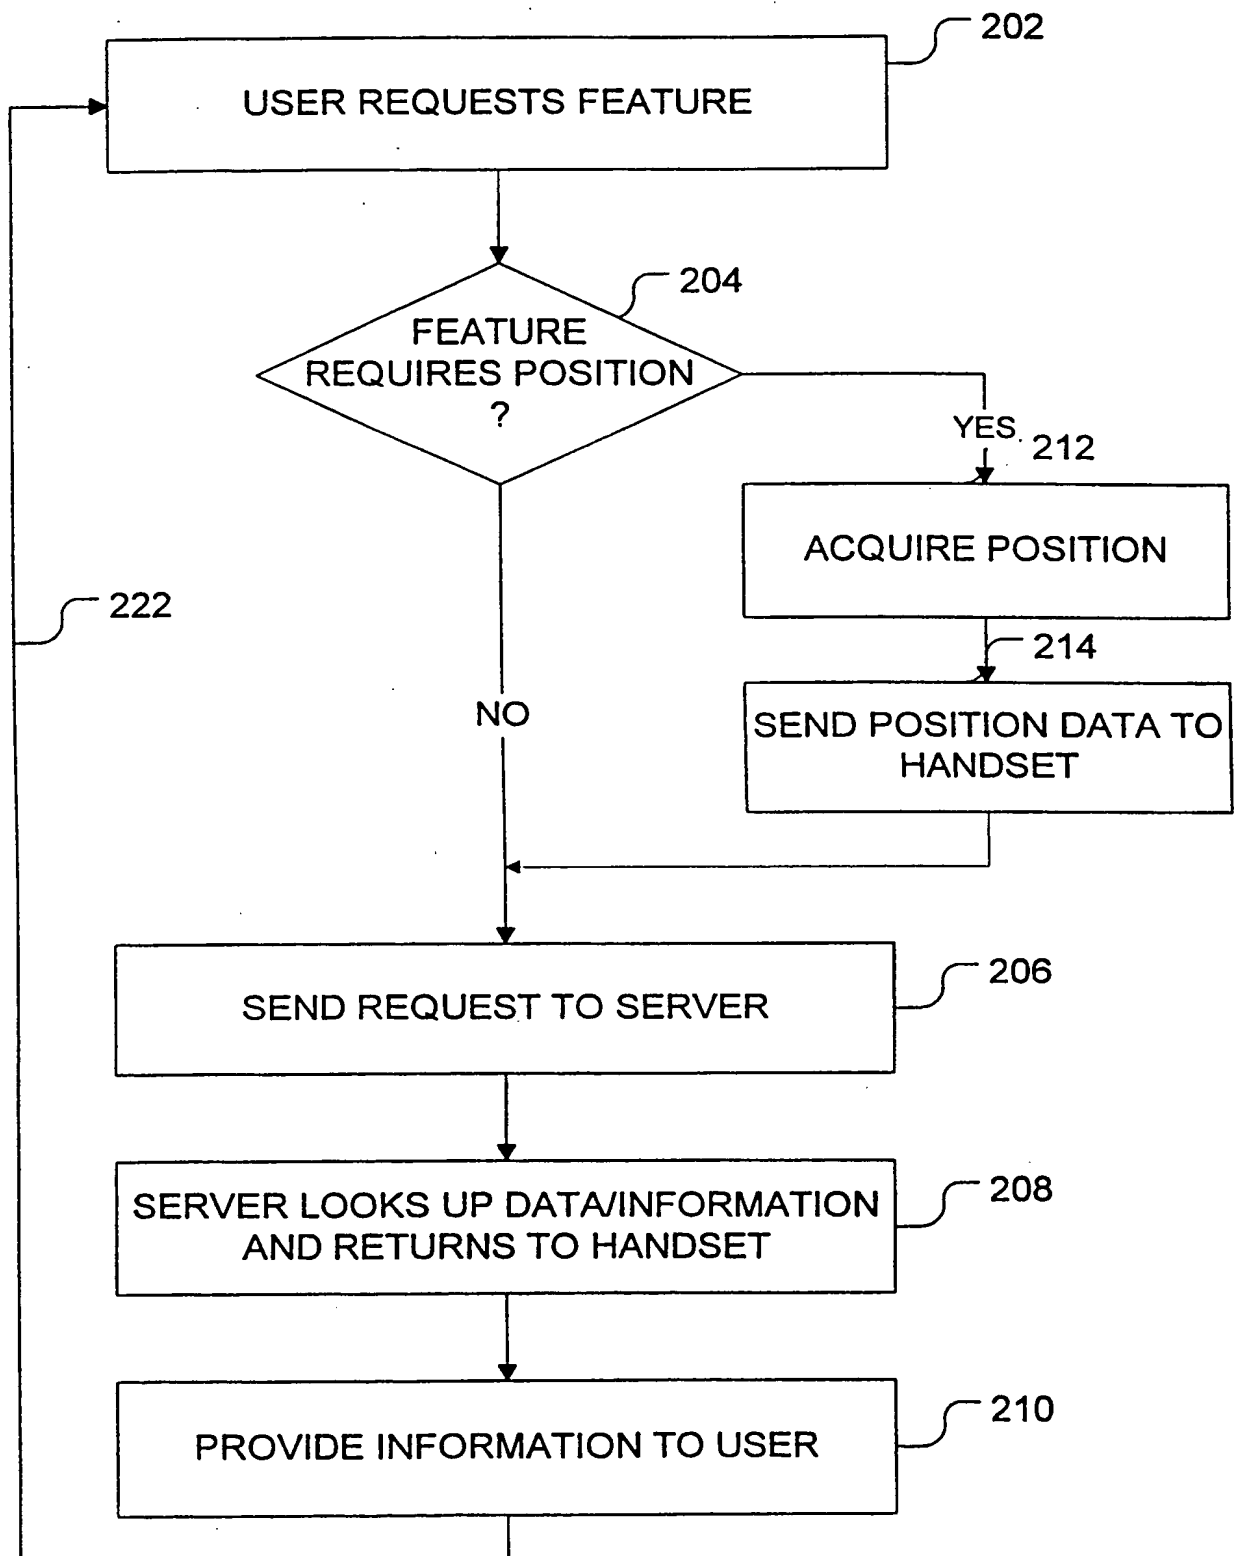 202
USER REQUESTS FEATURE
204
FEATURE
REQUIRES POSITION
?
YES
212
ACQUIRE POSITION
222
214
NO
SEND POSITION DATA TO
HANDSET
206
SEND REQUEST TO SERVER
208
SERVER LOOKS UP DATA/INFORMATION
AND RETURNS TO HANDSET
210
PROVIDE INFORMATION TO USER